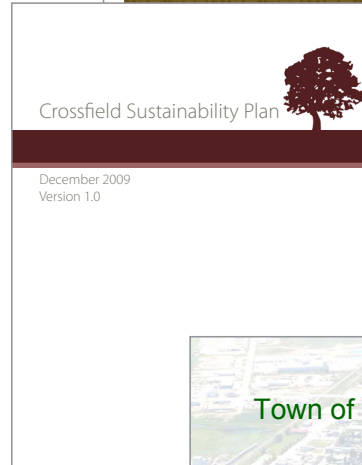 Crossfield Sustainability Plan
December 2009
Version 1.0
Town of